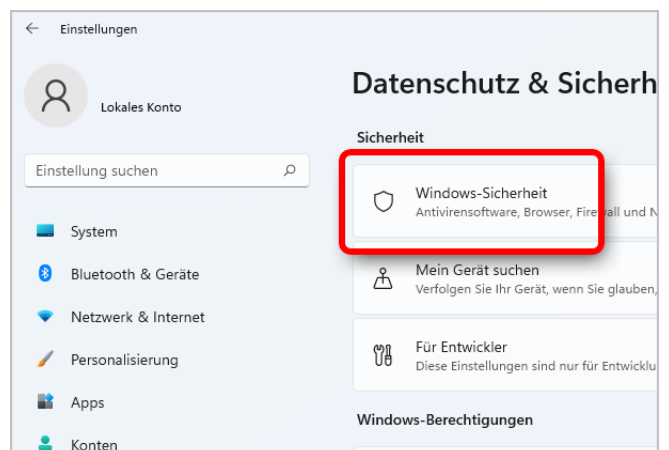 Einstellungen
Lokales Konto
Einstellung suchen
System
Bluetooth & Geräte
Netzwerk & Internet
Personalisierung
Apps
Konten
Datenschutz & Sicherh
Sicherheit
Windows-Sicherheit
Antivirensoftware, Browser, Firewall und N
Mein Gerät suchen
Verfolgen Sie Ihr Gerät, wenn Sie glauben,
Für Entwickler
Diese Einstellungen sind nur für Entwicklu
Windows-Berechtigungen